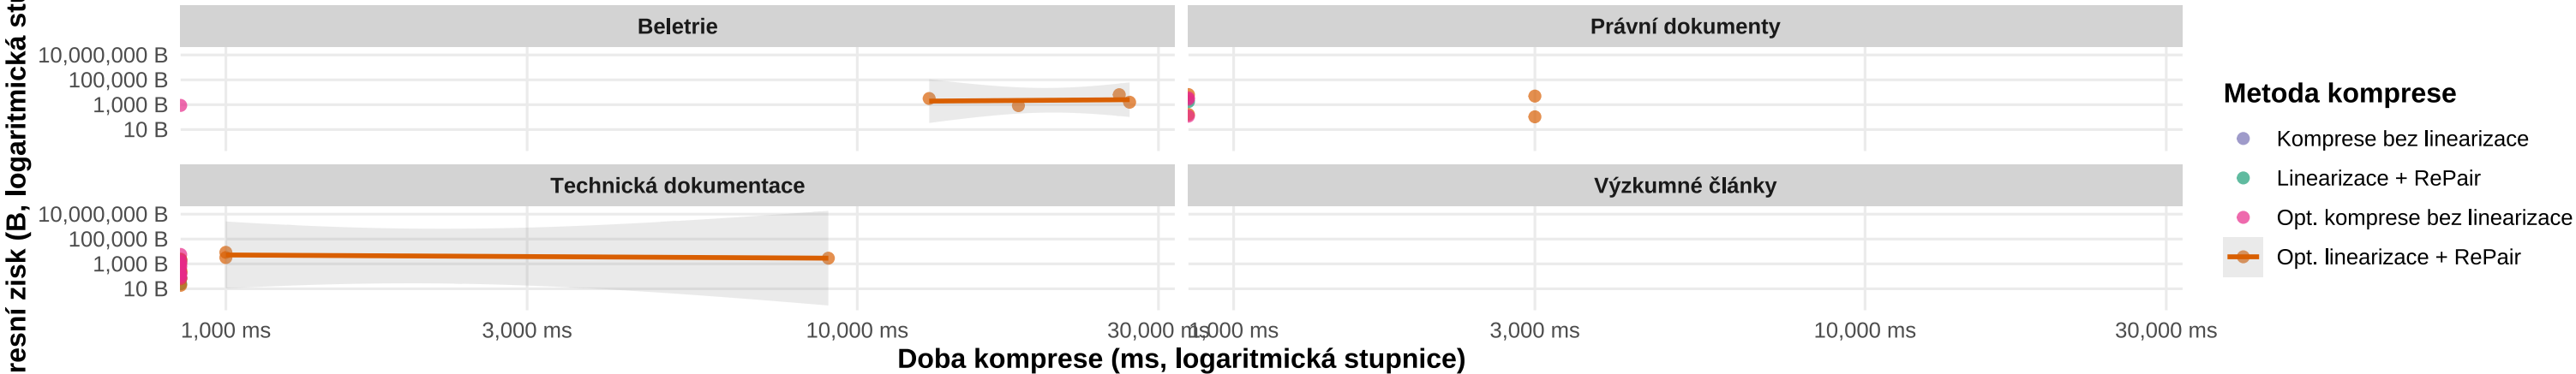 Beletrie
Právní dokumenty
10,000,000 B
100,000 B
1,000 B
10 B
Technická dokumentace
Výzkumné články
10,000,000 B
100,000 B
1,000 B
10 B
resní zisk (B, logaritmická
1,000 ms 3,000 ms 10,000 ms 30,000 ms 1,000 ms 3,000 ms 10,000 ms 30,000 ms
Doba komprese (ms, logaritmická stupnice)
Metoda komprese
Komprese bez linearizace
Linearizace + RePair
Opt. komprese bez linearizace
Opt. linearizace + RePair